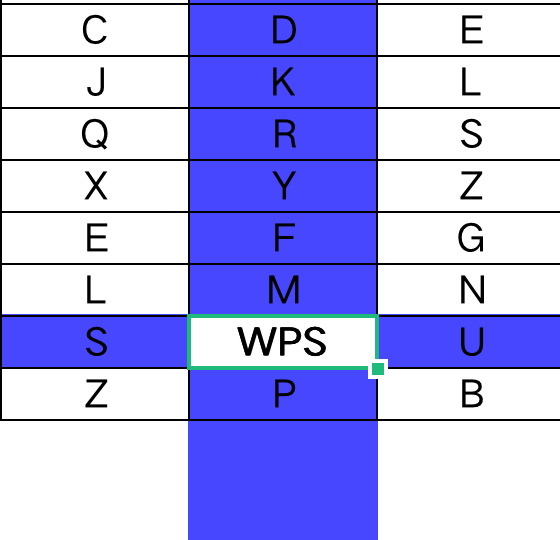 C D E
J K L
Q R S
X Y Z
E F G
L M N
S WPS U
Z P B